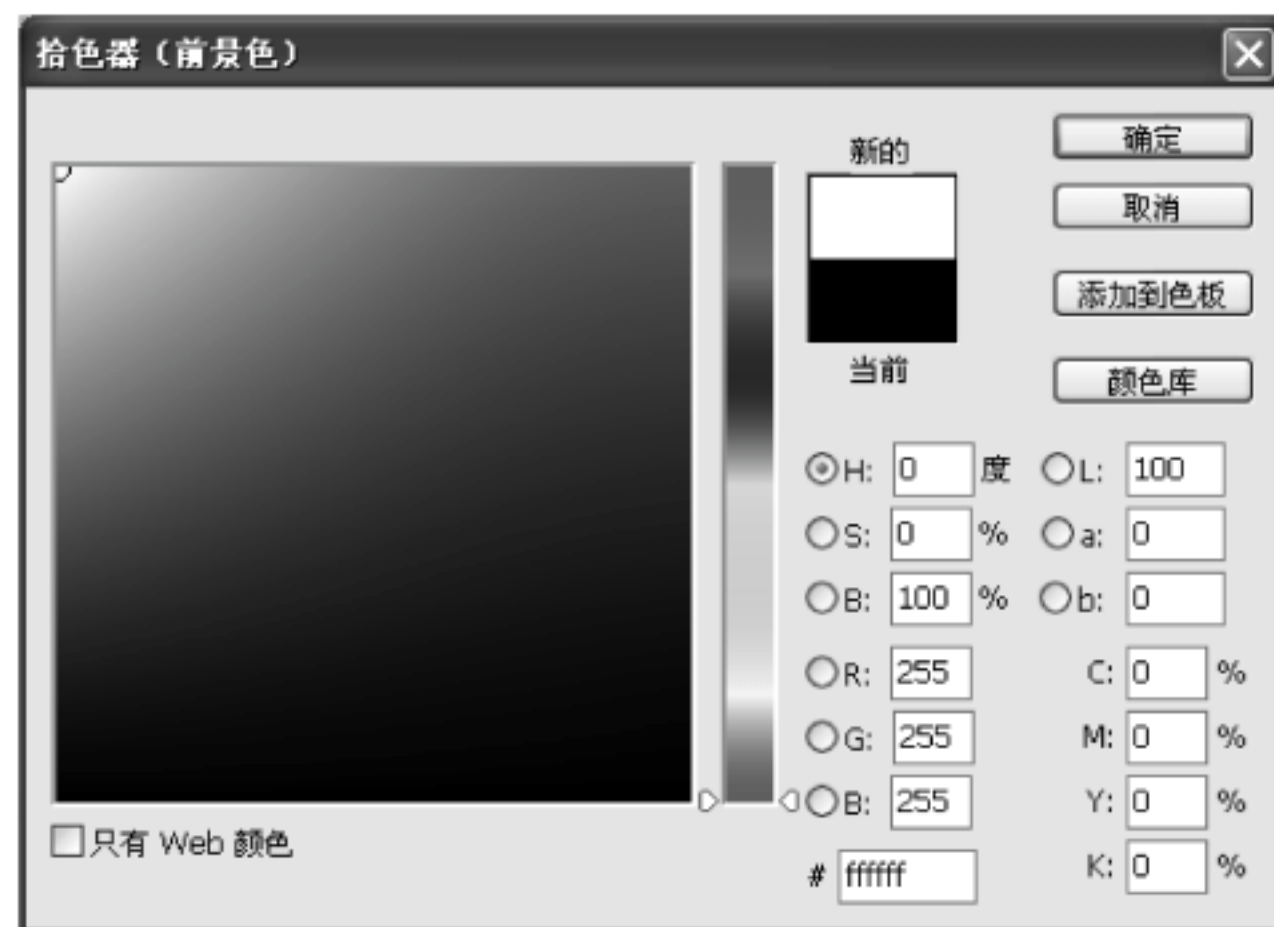 拾色器（前景色）
新的
当前
确定
取消
添加到色板
颜色库
H: 0 度
S: 0 %
B: 100 %
R: 255
G: 255
B: 255
# ffffff
L: 100
a: 0
b: 0
C: 0 %
M: 0 %
Y: 0 %
K: 0 %
只有 Web 颜色